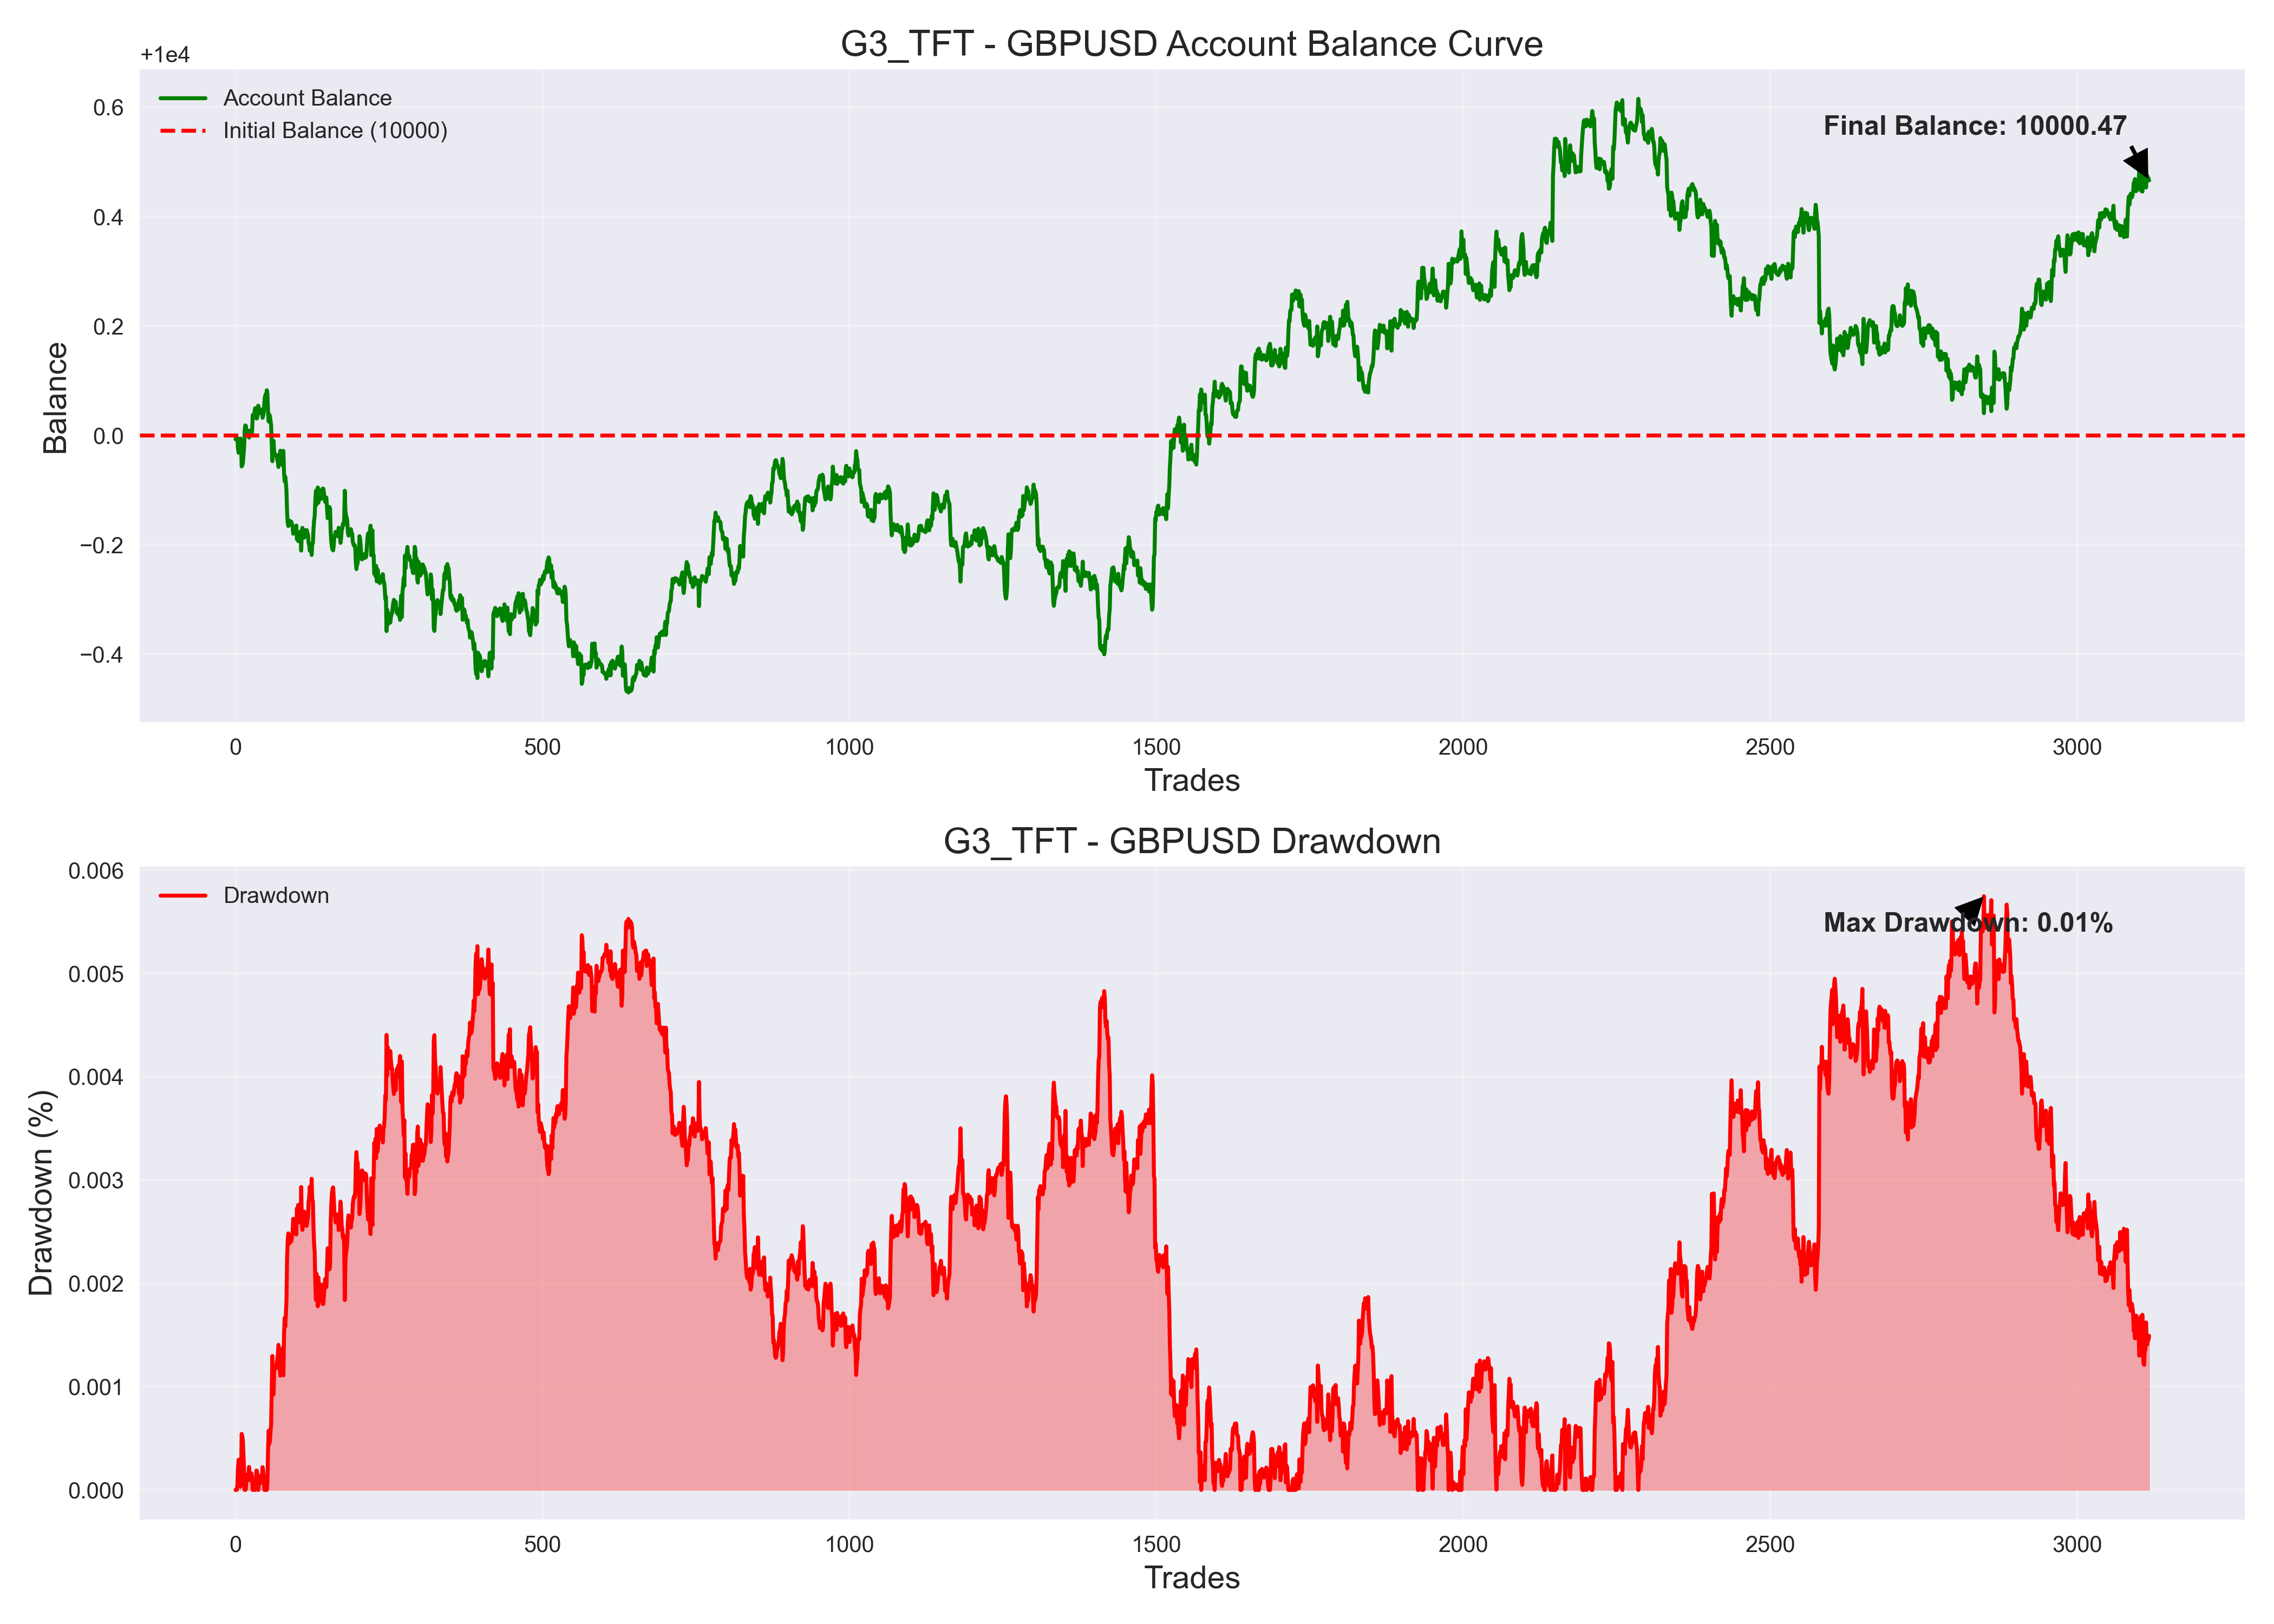 G3_TFT - GBPUSD Account Balance Curve
+1e4
Account Balance
Initial Balance (10000)
Final Balance: 10000.47
0.6
0.4
0.2
0.0
−0.2
−0.4
Balance
0 500 1000 1500 2000 2500 3000
Trades
G3_TFT - GBPUSD Drawdown
Drawdown
Max Drawdown: 0.01%
0.006
0.005
0.004
0.003
0.002
0.001
0.000
Drawdown (%)
0 500 1000 1500 2000 2500 3000
Trades